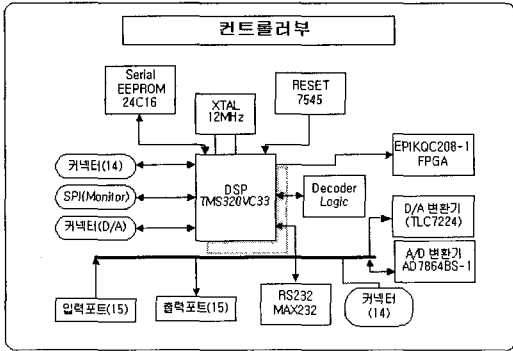 컨트롤러부
Serial
EEPROM
24C16
XTAL
12MHz
RESET
7545
EPIKQC208-1
FPGA
커넥터(14)
SPI(Monitor)
커넥터(D/A)
DSP
TMS320VC33
Decoder
Logic
D/A 변환기
(TLC7224)
A/D 변환기
AD7864BS-1
입력포트(15)
출력포트(15)
RS232
MAX232
커넥터
(14)